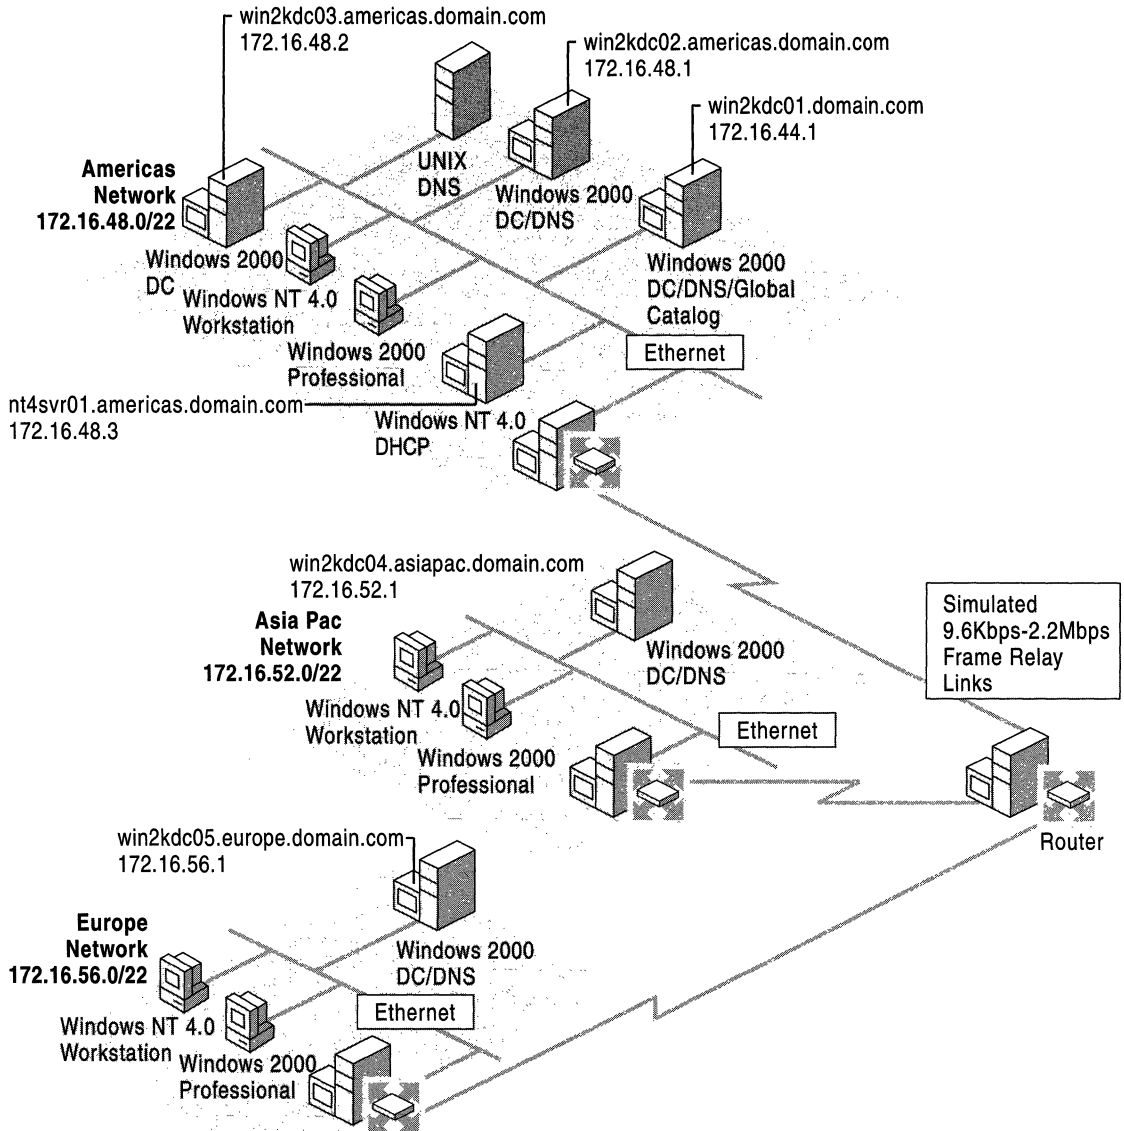 win2kdc03.americas.domain.com
172.16.48.2
win2kdc02.americas.domain.com
172.16.48.1
win2kdc01.domain.com
172.16.44.1
UNIX
DNS
Americas
Network
172.16.48.0/22
Windows 2000
DC/DNS
Windows 2000
DC
Windows 2000
DC/DNS/Global
Catalog
Windows NT 4.0
Workstation
Windows 2000
Professional
Ethernet
nt4svr01.americas.domain.com
172.16.48.3
Windows NT 4.0
DHCP
win2kdc04.asiapac.domain.com
172.16.52.1
Asia Pac
Network
172.16.52.0/22
Windows 2000
DC/DNS
Simulated
9.6Kbps-2.2Mbps
Frame Relay
Links
Windows NT 4.0
Workstation
Ethernet
Windows 2000
Professional
Router
win2kdc05.europe.domain.com
172.16.56.1
Europe
Network
172.16.56.0/22
Windows 2000
DC/DNS
Ethernet
Windows NT 4.0
Workstation
Windows 2000
Professional